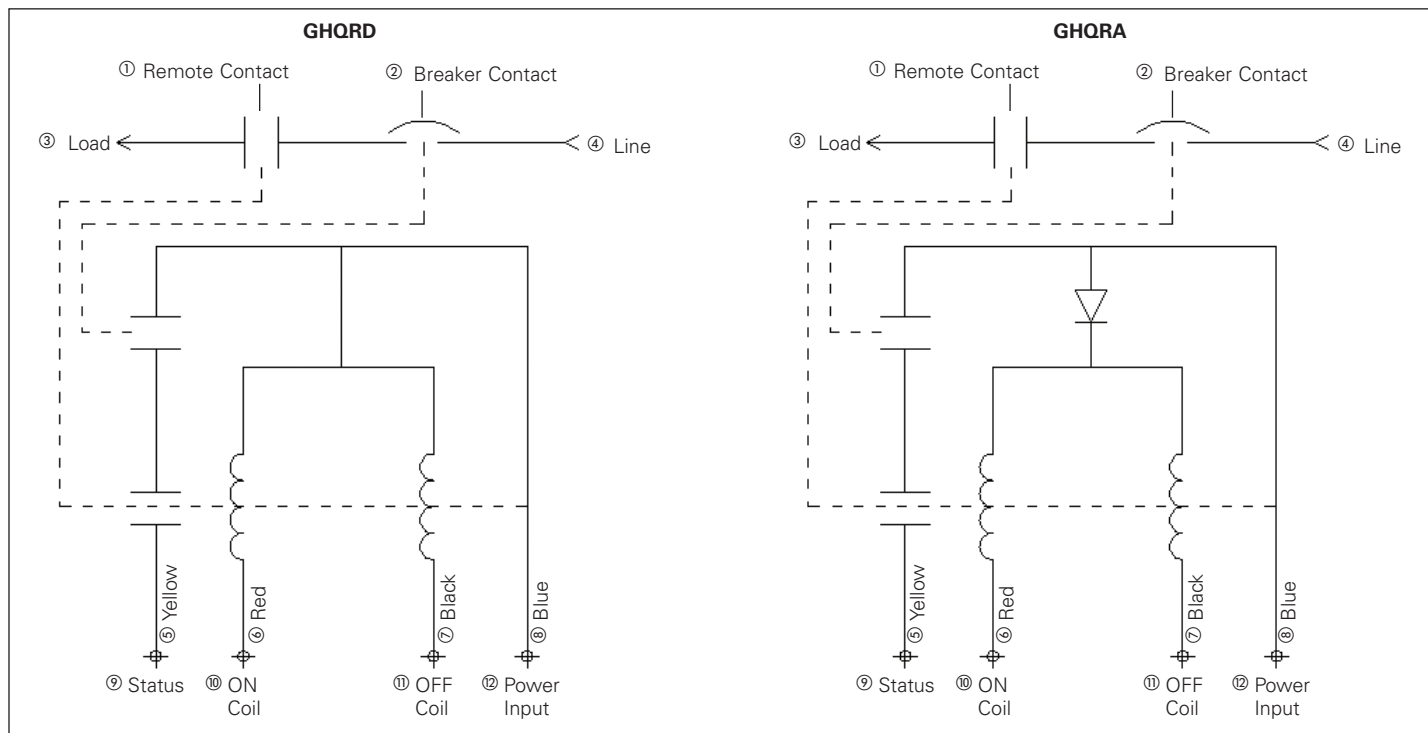 GHQRD
① Remote Contact
② Breaker Contact
③ Load
④ Line
⑤ Yellow
⑥ Red
⑦ Black
⑧ Blue
⑨ Status
⑩ ON
Coil
⑪ OFF
Coil
⑫ Power
Input
GHQRA
① Remote Contact
② Breaker Contact
③ Load
④ Line
⑤ Yellow
⑥ Red
⑦ Black
⑧ Blue
⑨ Status
⑩ ON
Coil
⑪ OFF
Coil
⑫ Power
Input